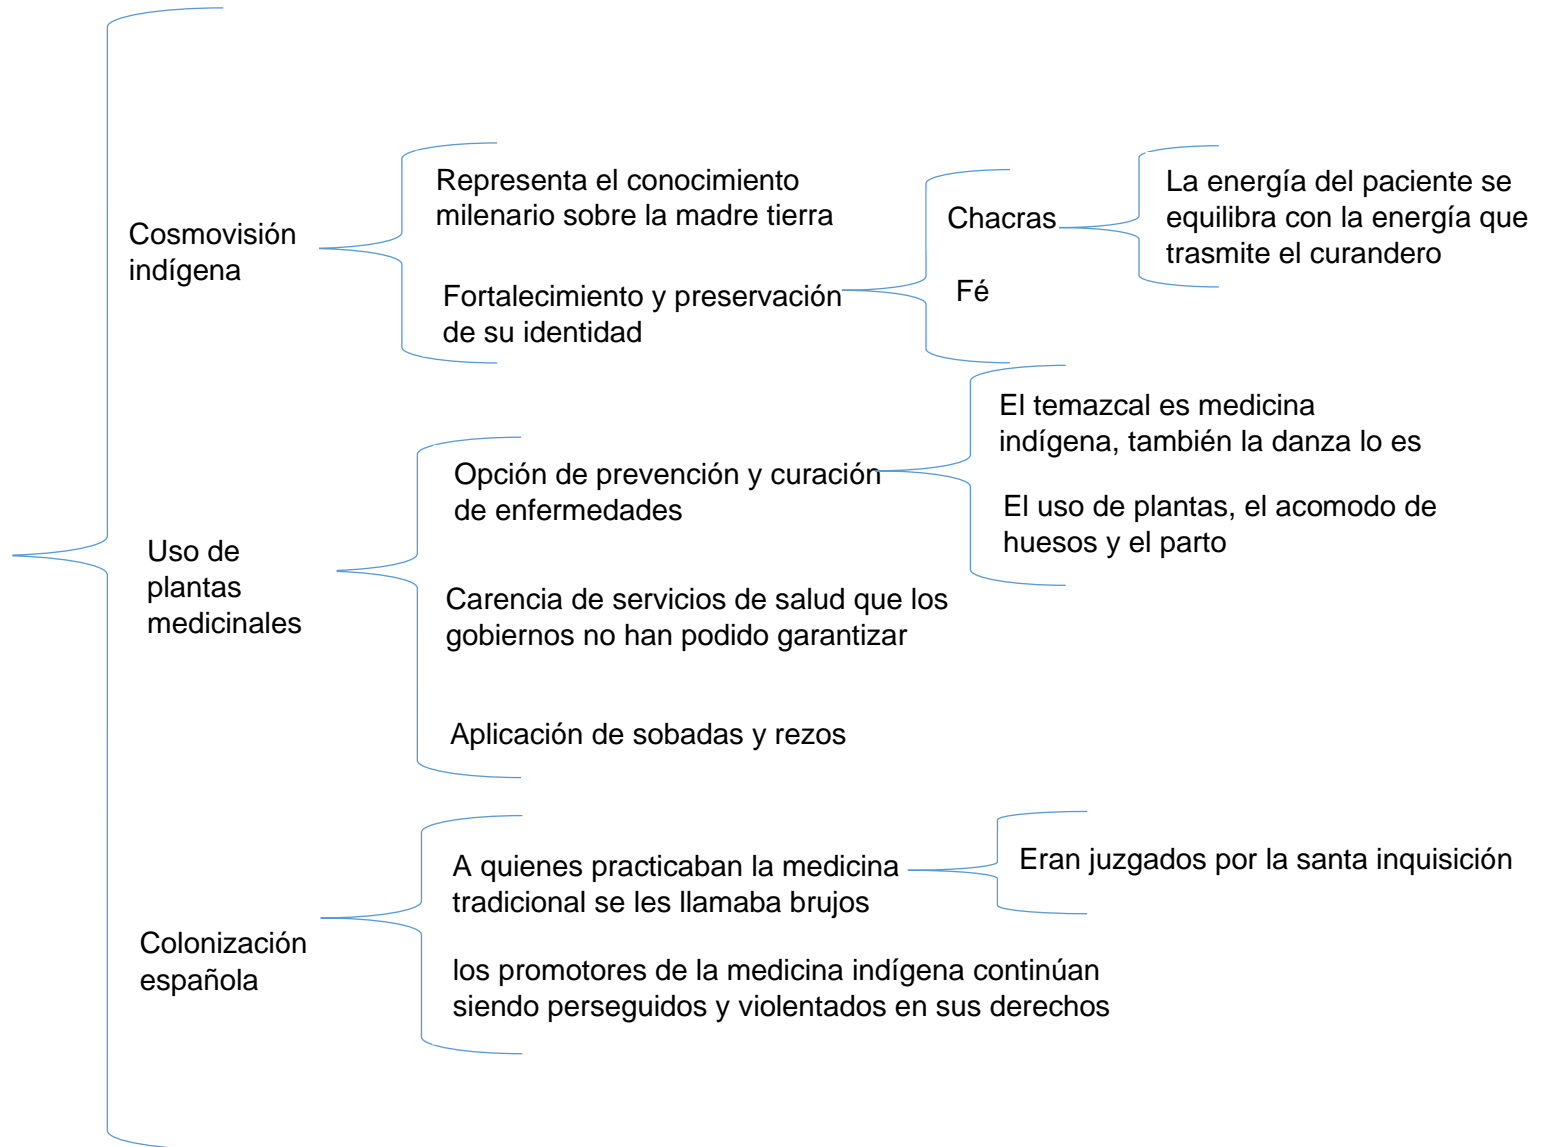 Cosmovisión
indígena
Representa el conocimiento
milenario sobre la madre tierra
Fortalecimiento y preservación
de su identidad
Chacras
Fé
La energía del paciente se
equilibra con la energía que
trasmite el curandero
Uso de
plantas
medicinales
Opción de prevención y curación
de enfermedades
El temazcal es medicina
indígena, también la danza lo es
El uso de plantas, el acomodo de
huesos y el parto
Carencia de servicios de salud que los
gobiernos no han podido garantizar
Aplicación de sobadas y rezos
Colonización
española
A quienes practicaban la medicina
tradicional se les llamaba brujos
Eran juzgados por la santa inquisición
los promotores de la medicina indígena continúan
siendo perseguidos y violentados en sus derechos